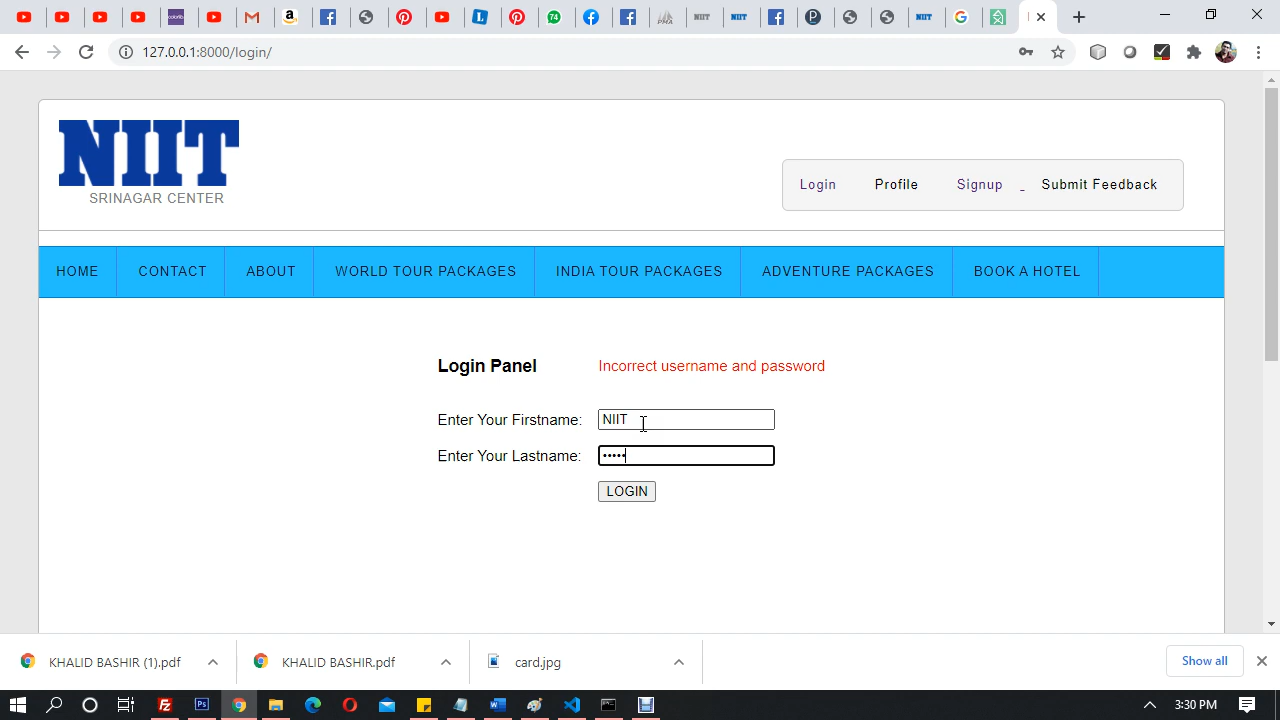 127.0.0.1:8000/login/
NIIT
SRINAGAR CENTER
Login Profile Signup - Submit Feedback
HOME CONTACT ABOUT WORLD TOUR PACKAGES INDIA TOUR PACKAGES ADVENTURE PACKAGES BOOK A HOTEL
Login Panel Incorrect username and password
Enter Your Firstname: NIIT
Enter Your Lastname: •••••
LOGIN
KHALID BASHIR (1).pdf KHALID BASHIR.pdf card.jpg Show all
3:30 PM